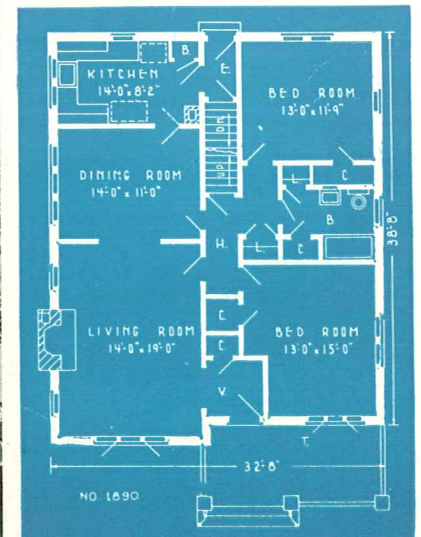 B.
E.
KITCHEN
14'-0" x 8'-2"
BED ROOM
13'-0" x 11'-9"
DN.
UP
DINING ROOM
14'-0" x 11'-0"
L.
C.
B.
H.
L.
C.
38'-8"
C.
LIVING ROOM
14'-0" x 19'-0"
BED ROOM
13'-0" x 15'-0"
C.
V.
T.
32'-8"
NO. 1890